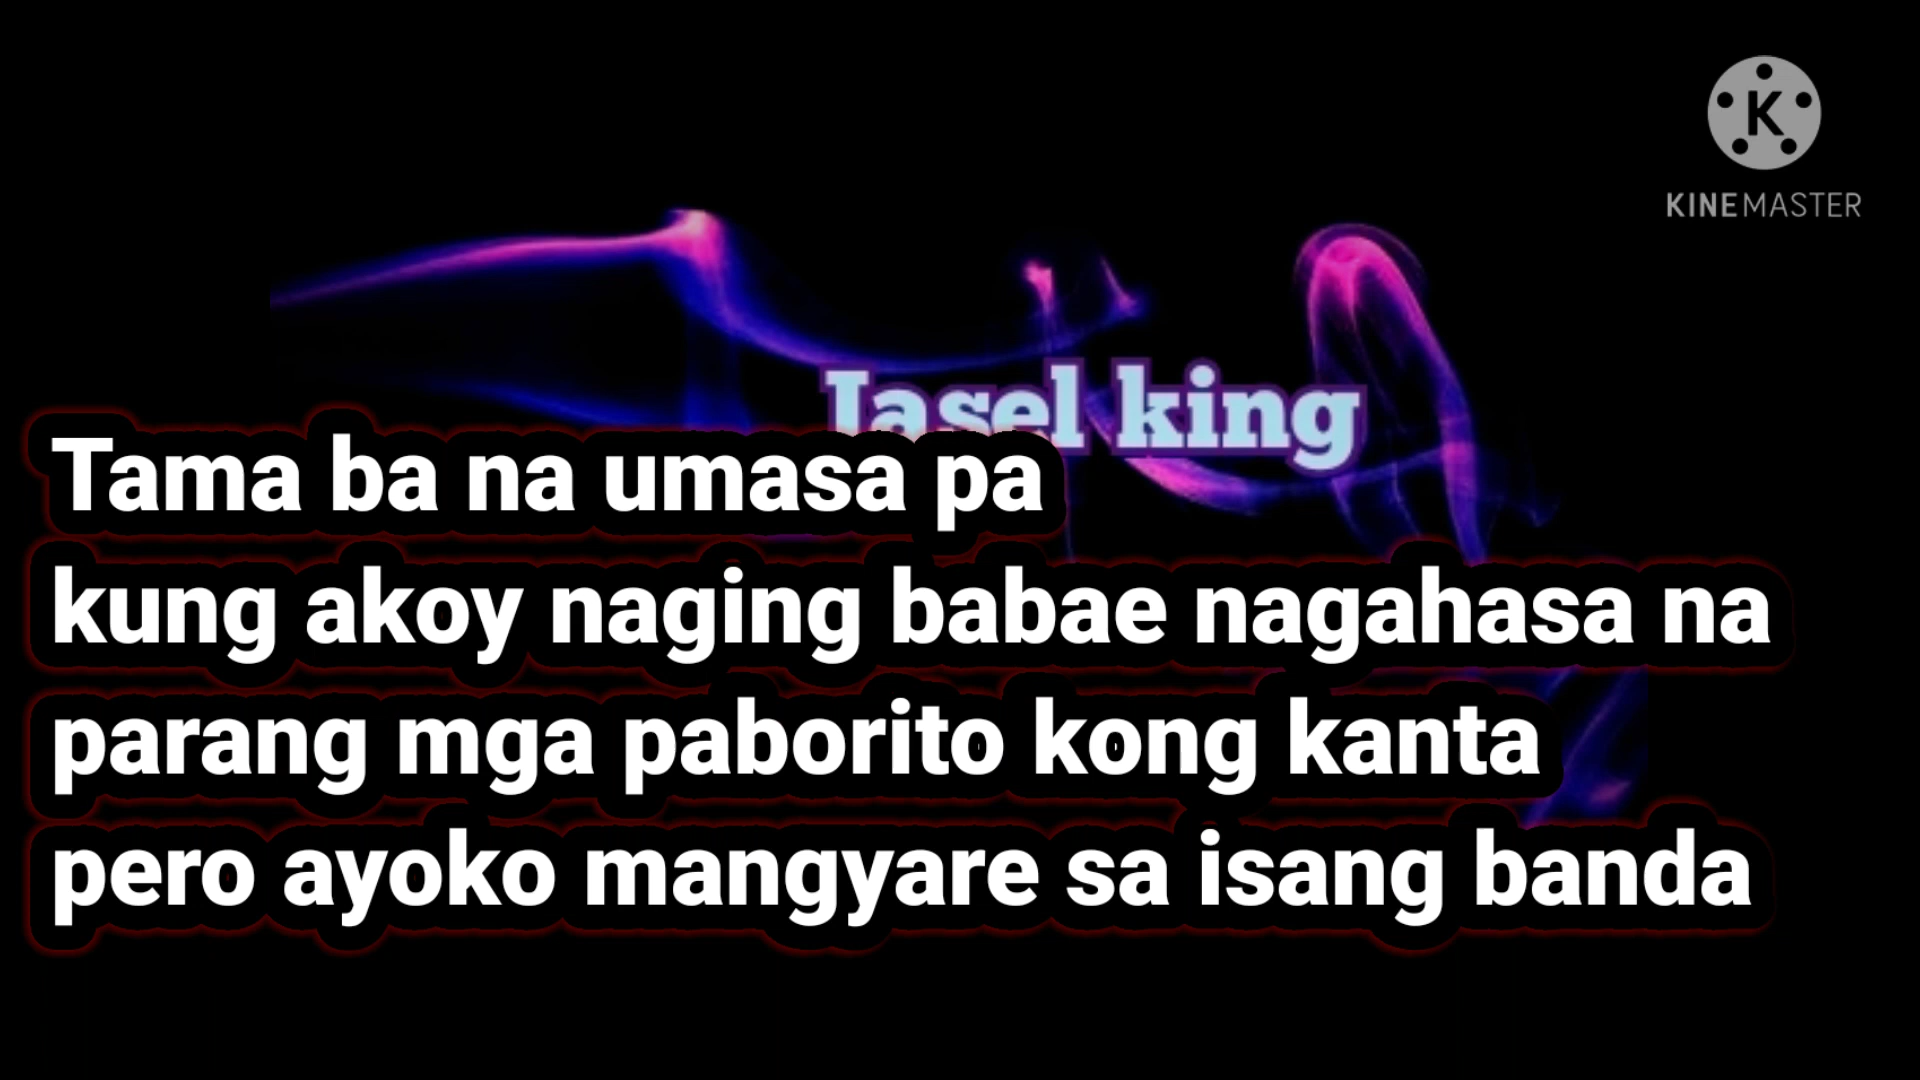 K
KINEMASTER
Jasel king
Tama ba na umasa pa
kung akoy naging babae nagahasa na
parang mga paborito kong kanta
pero ayoko mangyare sa isang banda